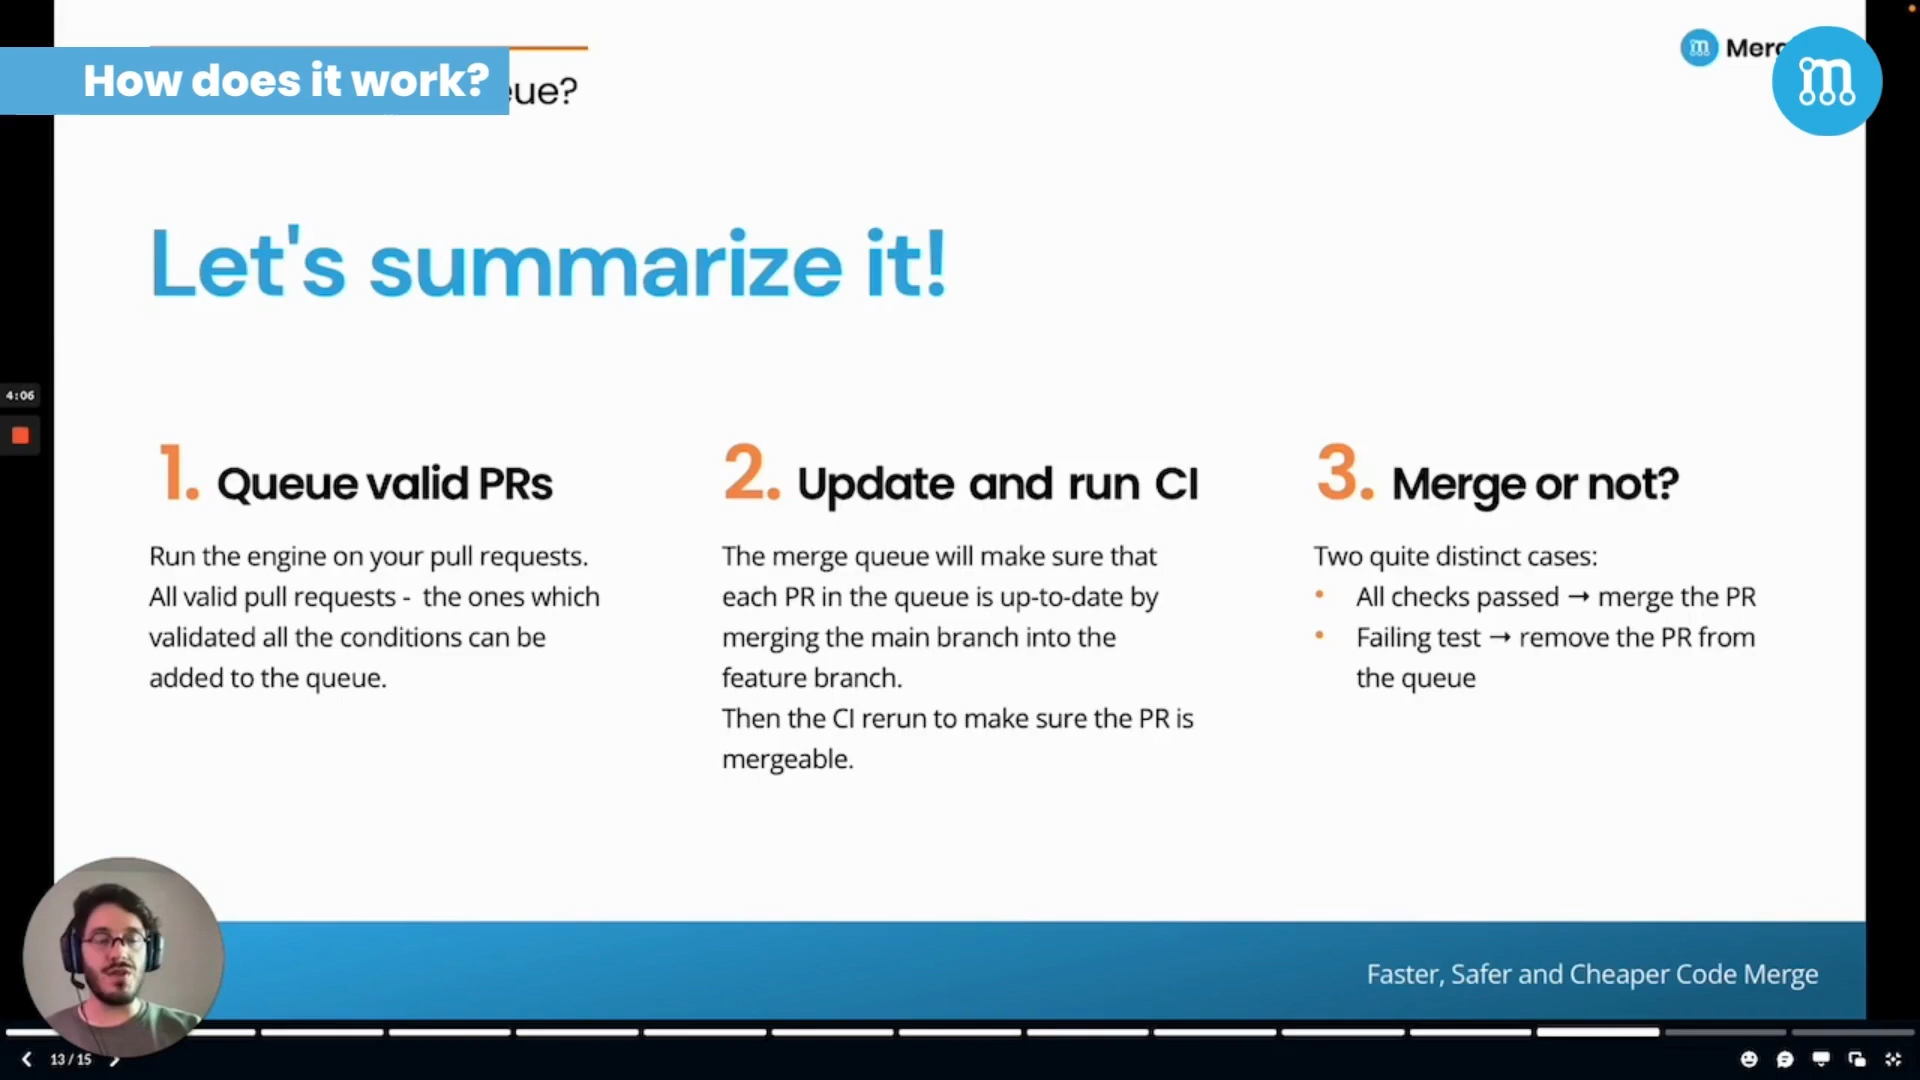 How does it work?
ue?
Merg
Let's summarize it!
4:06
1. Queue valid PRs
Run the engine on your pull requests.
All valid pull requests - the ones which
validated all the conditions can be
added to the queue.
2. Update and run CI
The merge queue will make sure that
each PR in the queue is up-to-date by
merging the main branch into the
feature branch.
Then the CI rerun to make sure the PR is
mergeable.
3. Merge or not?
Two quite distinct cases:
• All checks passed → merge the PR
• Failing test → remove the PR from
the queue
Faster, Safer and Cheaper Code Merge
13 / 15